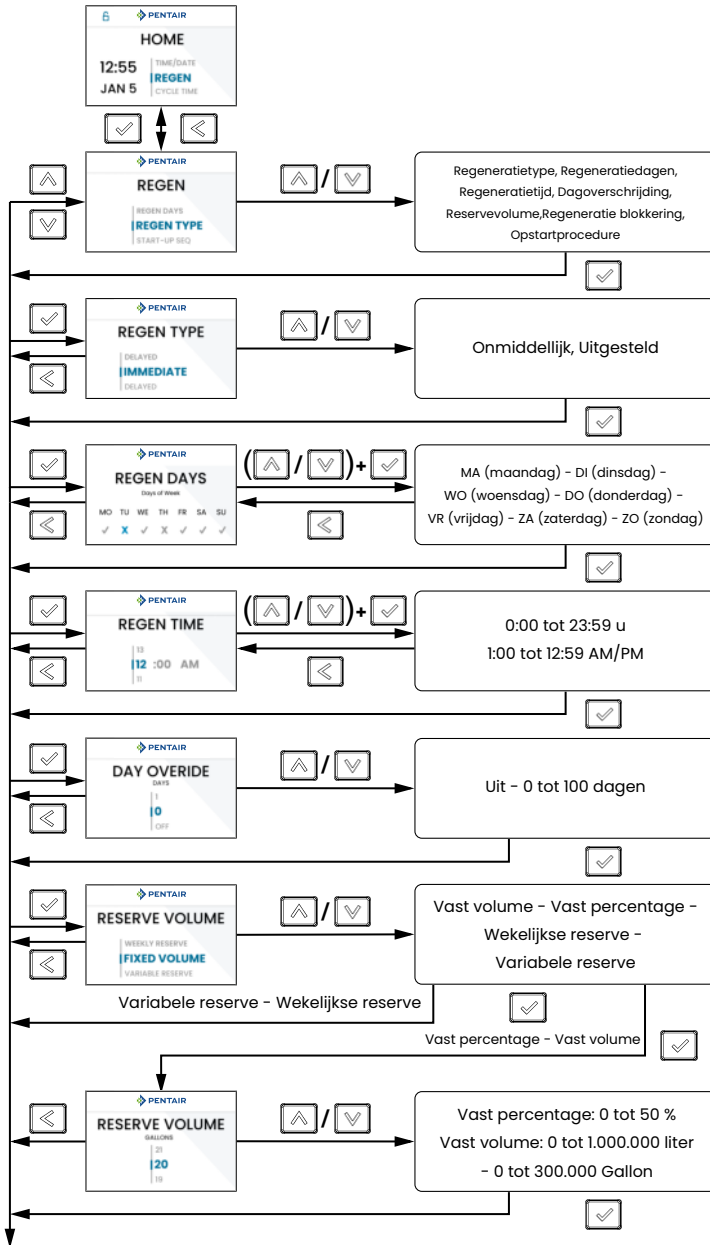 PENTAIR
HOME
12:55
JAN 5
TIME/DATE
REGEN
CYCLE TIME
PENTAIR
REGEN
REGEN DAYS
REGEN TYPE
START-UP SEQ
/
Regeneratietype, Regeneratiedagen,
Regeneratietijd, Dagoverschrijding,
Reservevolume,Regeneratie blokkering,
Opstartprocedure
PENTAIR
REGEN TYPE
DELAYED
IMMEDIATE
DELAYED
/
Onmiddellijk, Uitgesteld
PENTAIR
REGEN DAYS
Days of Week
MO TU WE TH FR SA SU
✓ X ✓ X ✓ ✓ ✓
( / )+
MA (maandag) - DI (dinsdag) -
WO (woensdag) - DO (donderdag) -
VR (vrijdag) - ZA (zaterdag) - ZO (zondag)
PENTAIR
REGEN TIME
13
12 :00 AM
11
( / )+
0:00 tot 23:59 u
1:00 tot 12:59 AM/PM
PENTAIR
DAY OVERIDE
DAYS
1
0
OFF
/
Uit - 0 tot 100 dagen
PENTAIR
RESERVE VOLUME
WEEKLY RESERVE
FIXED VOLUME
VARIABLE RESERVE
/
Vast volume - Vast percentage -
Wekelijkse reserve -
Variabele reserve
Variabele reserve - Wekelijkse reserve
Vast percentage - Vast volume
PENTAIR
RESERVE VOLUME
GALLONS
21
20
19
/
Vast percentage: 0 tot 50 %
Vast volume: 0 tot 1.000.000 liter
- 0 tot 300.000 Gallon